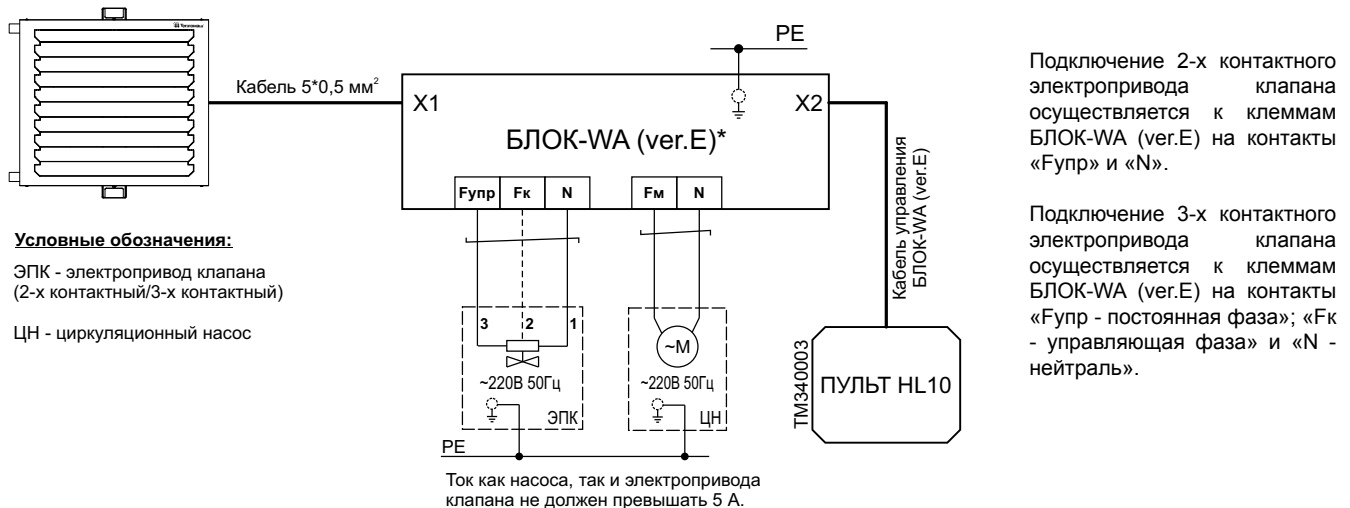 Тепломаш
Кабель 5*0,5 мм²
PE
X1
X2
БЛОК-WA (ver.E)*
Fупр Fк N
Fм N
Кабель управления
БЛОК-WA (ver.E)
Условные обозначения:
ЭПК - электропривод клапана
(2-х контактный/3-х контактный)
ЦН - циркуляционный насос
3 2 1
~М
~220В 50Гц
~220В 50Гц
ЭПК
ЦН
PE
Ток как насоса, так и электропривода
клапана не должен превышать 5 А.
ТМ340003
ПУЛЬТ HL10
Подключение 2-х контактного
электропривода клапана
осуществляется к клеммам
БЛОК-WA (ver.E) на контакты
«Fупр» и «N».
Подключение 3-х контактного
электропривода клапана
осуществляется к клеммам
БЛОК-WA (ver.E) на контакты
«Fупр - постоянная фаза»; «Fк
- управляющая фаза» и «N -
нейтраль».